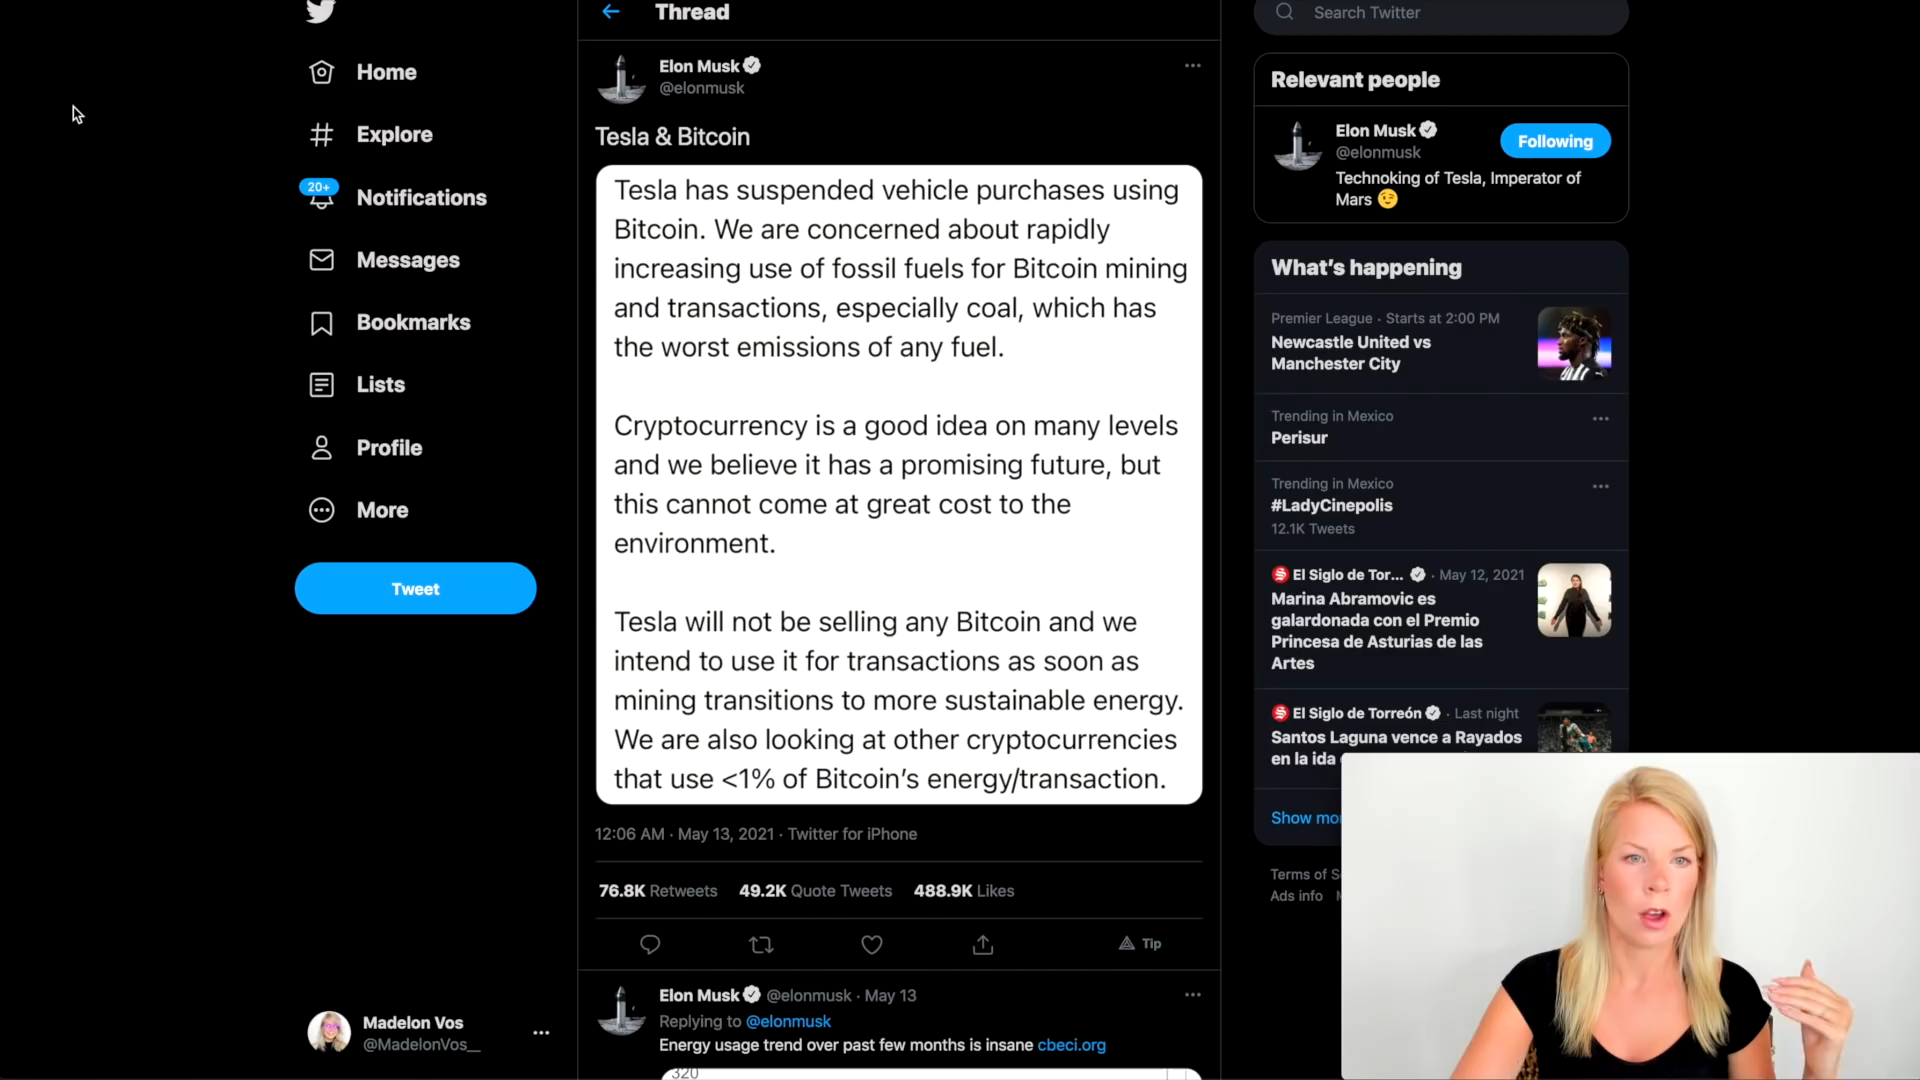 Home
Explore
20+
Notifications
Messages
Bookmarks
Lists
Profile
More
Tweet
Madelon Vos
@MadelonVos__
Thread
Elon Musk
@elonmusk
Tesla & Bitcoin
Tesla has suspended vehicle purchases using
Bitcoin. We are concerned about rapidly
increasing use of fossil fuels for Bitcoin mining
and transactions, especially coal, which has
the worst emissions of any fuel.
Cryptocurrency is a good idea on many levels
and we believe it has a promising future, but
this cannot come at great cost to the
environment.
Tesla will not be selling any Bitcoin and we
intend to use it for transactions as soon as
mining transitions to more sustainable energy.
We are also looking at other cryptocurrencies
that use <1% of Bitcoin’s energy/transaction.
12:06 AM · May 13, 2021 · Twitter for iPhone
76.8K Retweets 49.2K Quote Tweets 488.9K Likes
Tip
Elon Musk @elonmusk · May 13
Replying to @elonmusk
Energy usage trend over past few months is insane cbeci.org
320
Search Twitter
Relevant people
Elon Musk
@elonmusk
Following
Technoking of Tesla, Imperator of
Mars 😉
What’s happening
Premier League · Starts at 2:00 PM
Newcastle United vs
Manchester City
Trending in Mexico
Perisur
Trending in Mexico
#LadyCinepolis
12.1K Tweets
El Siglo de Tor... · May 12, 2021
Marina Abramovic es
galardonada con el Premio
Princesa de Asturias de las
Artes
El Siglo de Torreón · Last night
Santos Laguna vence a Rayados
en la ida
Show
Terms of
Ads info